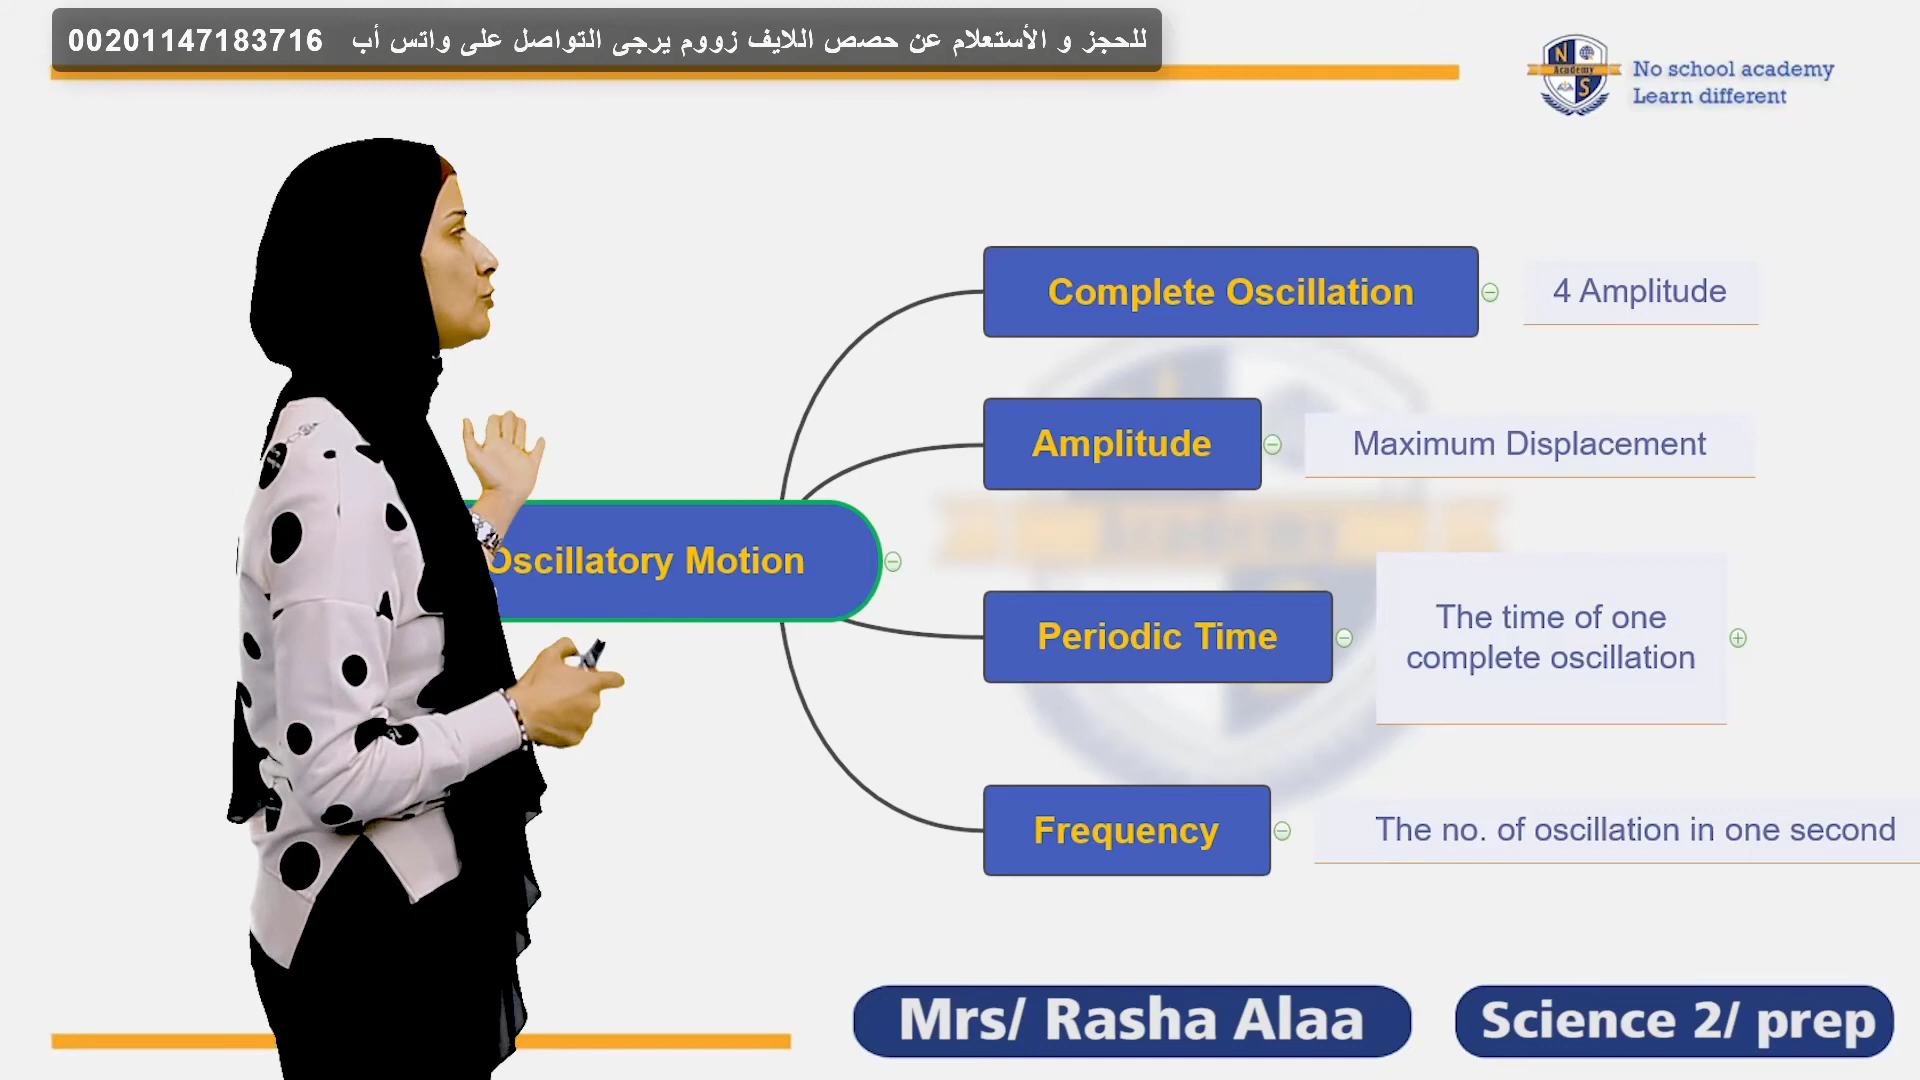 للحجز و الأستعلام عن حصص اللايف زووم يرجى التواصل على واتس أب 00201147183716
N
Academy
S
No school academy
Learn different
Complete Oscillation
4 Amplitude
Amplitude
Maximum Displacement
Oscillatory Motion
Periodic Time
The time of one
complete oscillation
Frequency
The no. of oscillation in one second
Mrs/ Rasha Alaa
Science 2/ prep